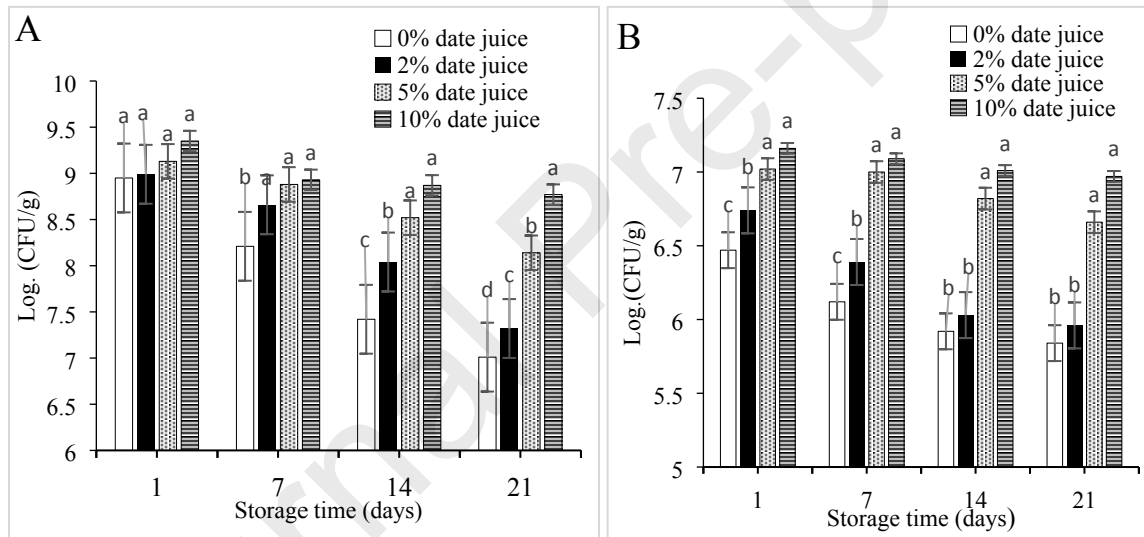 A
0% date juice
2% date juice
5% date juice
10% date juice
Log. (CFU/g)
10
9.5
9
8.5
8
7.5
7
6.5
6
a a a a
b a a a
c b a a
d c b a
1 7 14 21
Storage time (days)
B
0% date juice
2% date juice
5% date juice
10% date juice
Log.(CFU/g)
7.5
7
6.5
6
5.5
5
c b a a
c b a a
b b a a
b b a a
1 7 14 21
Storage time (days)
rnal Pre-p